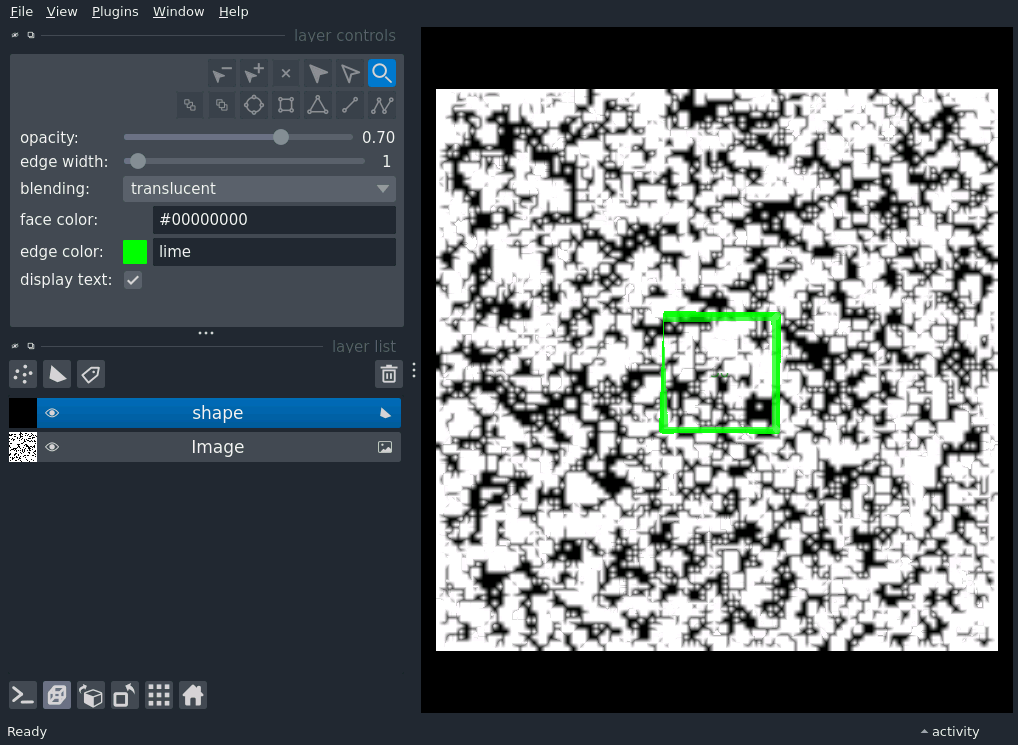 File View Plugins Window Help
layer controls
opacity: 0.70
edge width: 1
blending: translucent
face color: #00000000
edge color: lime
display text:
layer list
shape
Image
Ready
activity